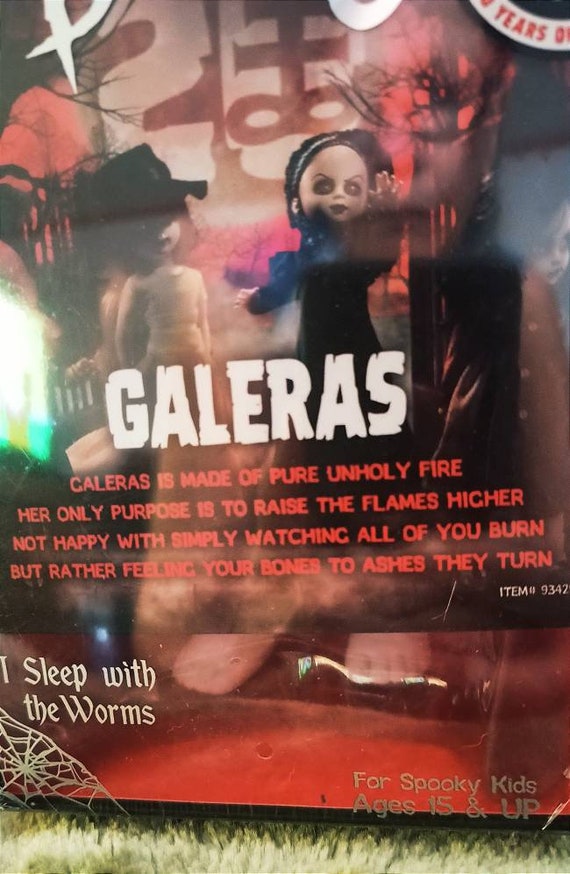 YEARS
GALERAS
GALERAS IS MADE OF PURE UNHOLY FIRE
HER ONLY PURPOSE IS TO RAISE THE FLAMES HIGHER
NOT HAPPY WITH SIMPLY WATCHING ALL OF YOU BURN
BUT RATHER FEELING YOUR BONES TO ASHES THEY TURN
ITEM# 9342
I Sleep with
the Worms
For Spooky Kids
Ages 15 & UP